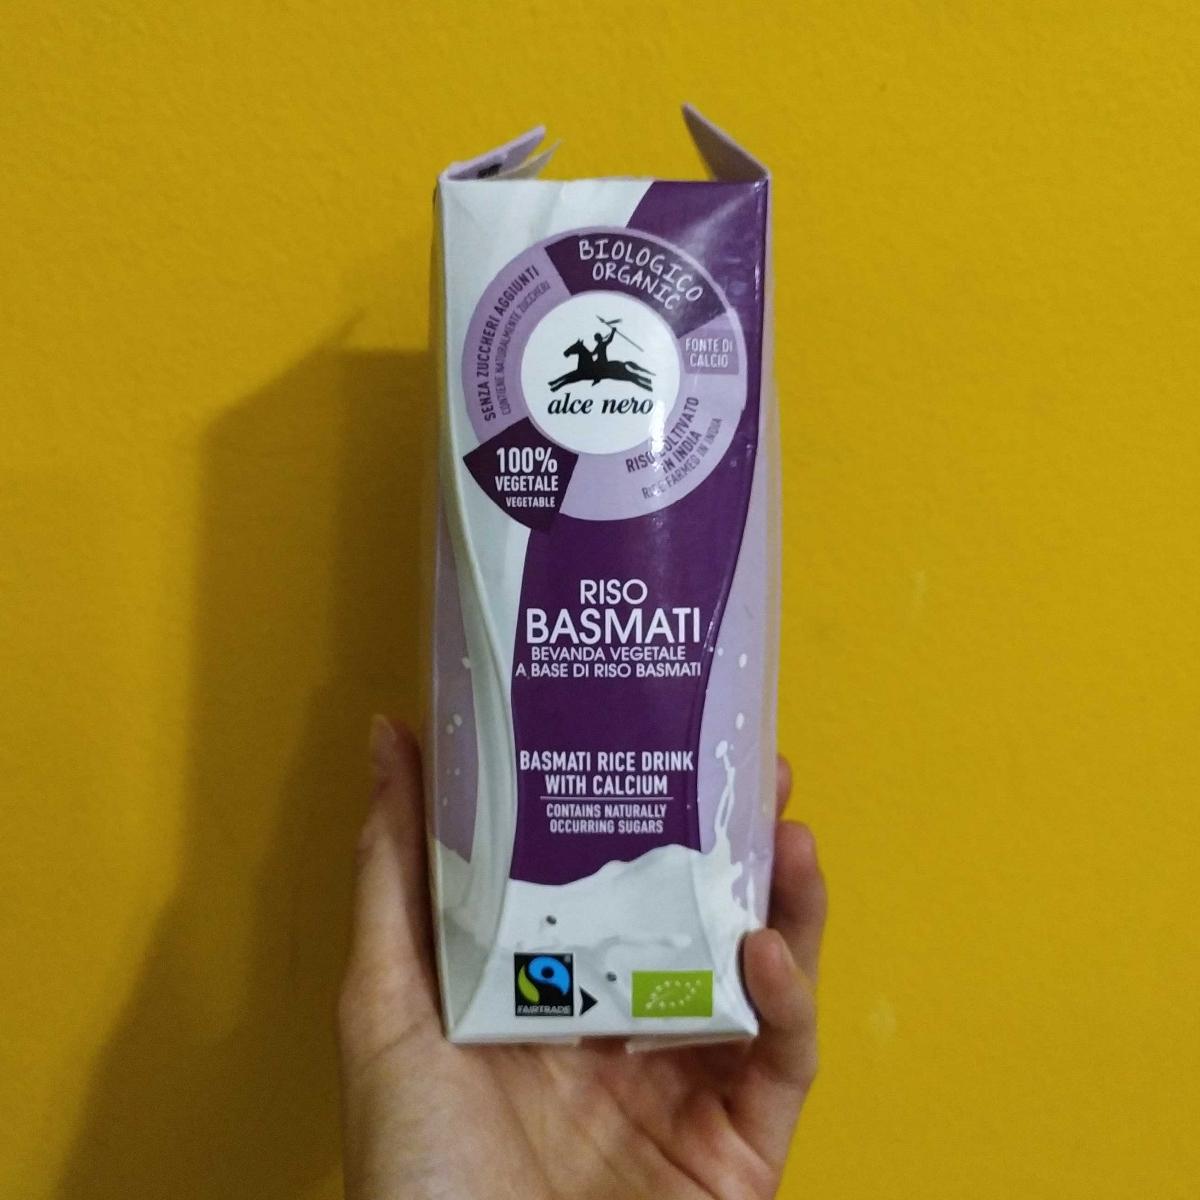 BIOLOGICO
ORGANIC
SENZA ZUCCHERI AGGIUNTI
CONTIENE NATURALMENTE ZUCCHERI
FONTE DI
CALCIO
alce nero
RISO COLTIVATO
IN INDIA
RICE FARMED IN INDIA
100%
VEGETALE
VEGETABLE
RISO
BASMATI
BEVANDA VEGETALE
A BASE DI RISO BASMATI
BASMATI RICE DRINK
WITH CALCIUM
CONTAINS NATURALLY
OCCURRING SUGARS
FAIRTRADE